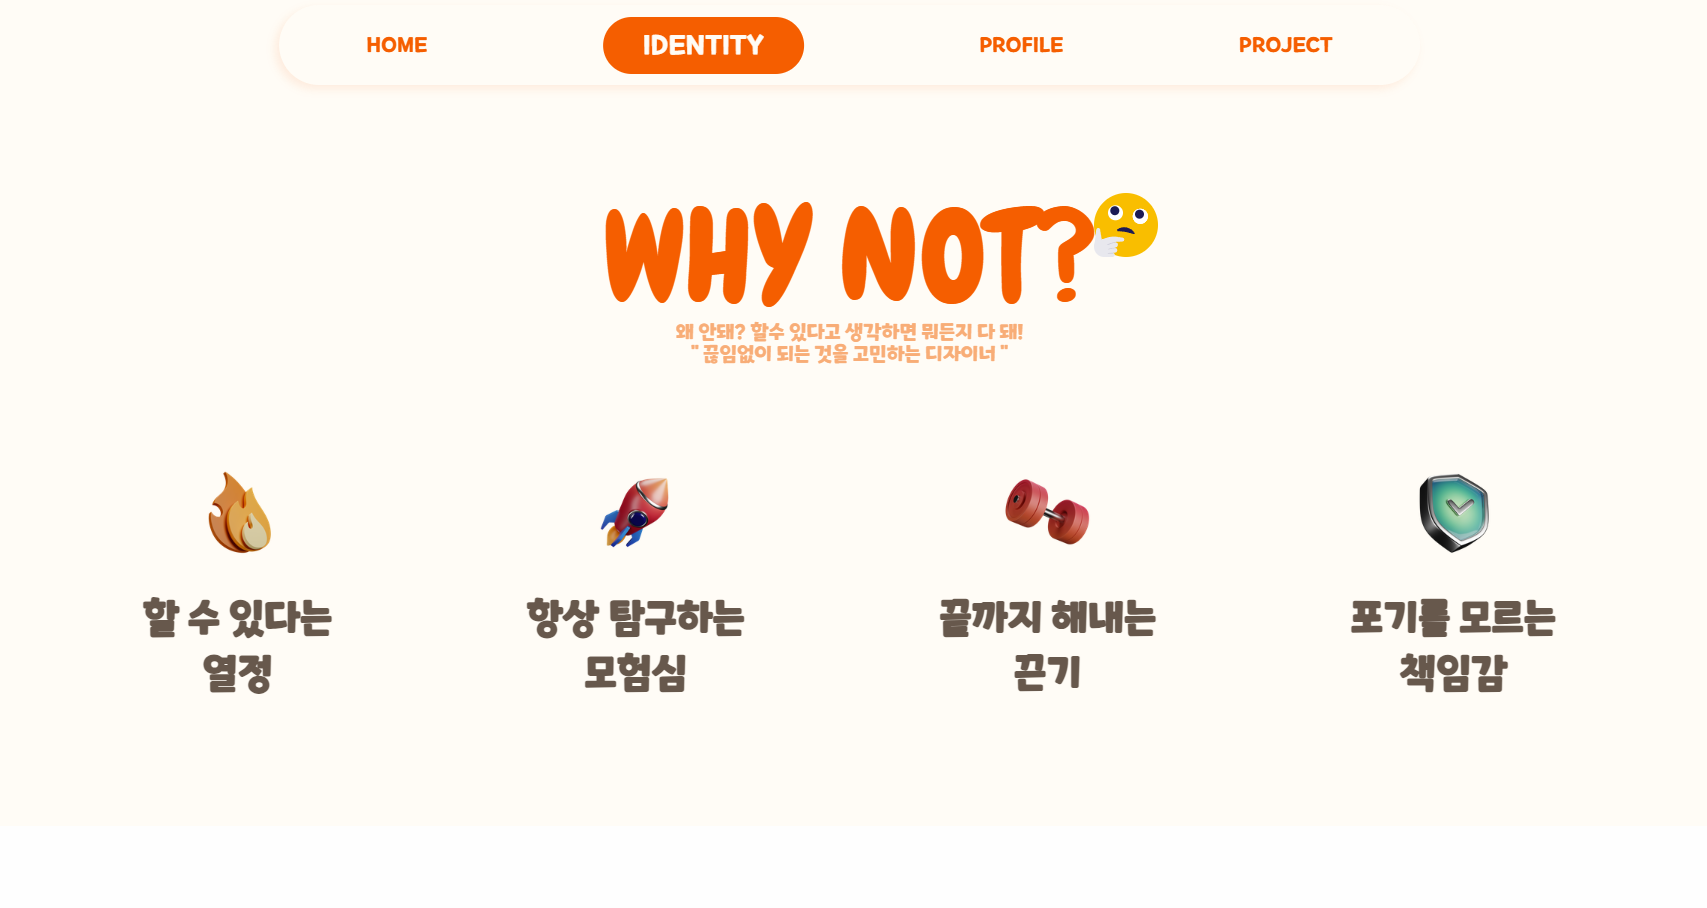 HOME
IDENTITY
PROFILE
PROJECT
WHY NOT?
왜 안돼? 할수 있다고 생각하면 뭐든지 다 돼!
" 끊임없이 되는 것을 고민하는 디자이너 "
할 수 있다는
열정
항상 탐구하는
모험심
끝까지 해내는
끈기
포기를 모르는
책임감